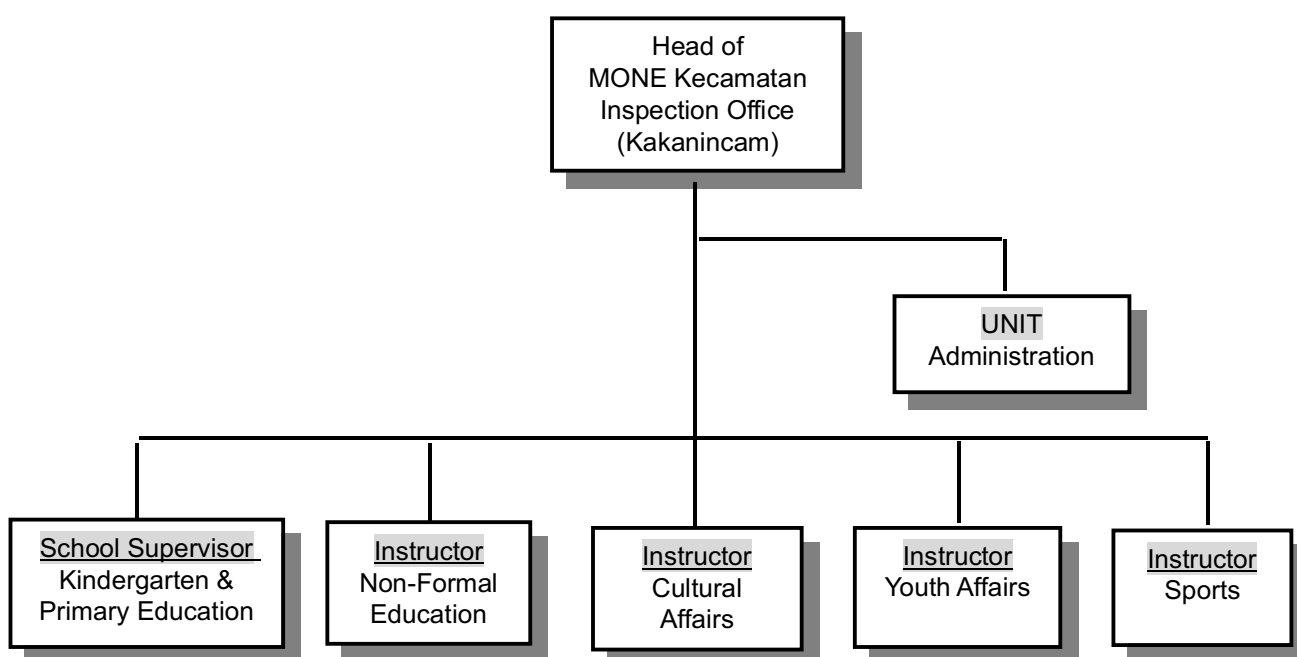 Head of
MONE Kecamatan
Inspection Office
(Kakanincam)
UNIT
Administration
School Supervisor
Kindergarten &
Primary Education
Instructor
Non-Formal
Education
Instructor
Cultural
Affairs
Instructor
Youth Affairs
Instructor
Sports